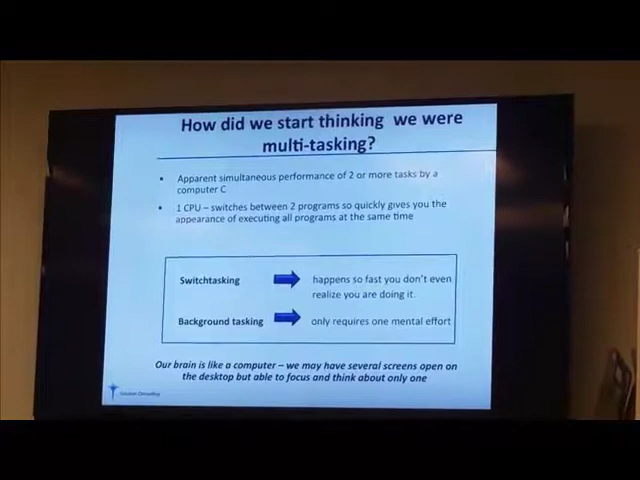 How did we start thinking we were
multi-tasking?
• Apparent simultaneous performance of 2 or more tasks by a
computer C
• 1 CPU – switches between 2 programs so quickly gives you the
appearance of executing all programs at the same time
Switchtasking happens so fast you don't even
realize you are doing it.
Background tasking only requires one mental effort
Our brain is like a computer – we may have several screens open on
the desktop but able to focus and think about only one